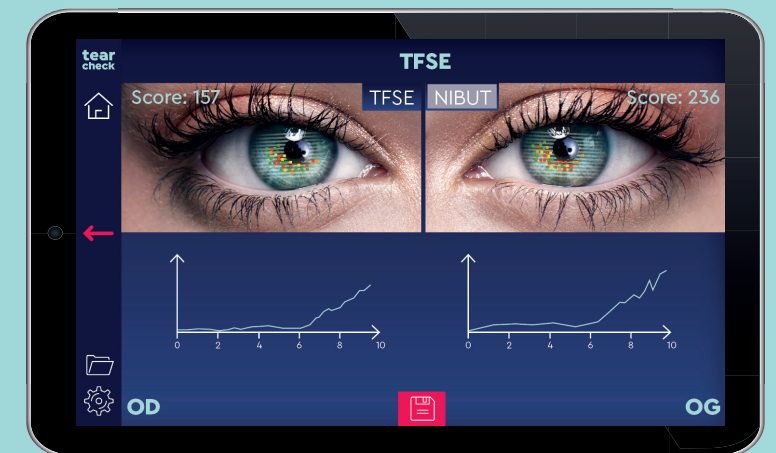 tear
check
TFSE
Score: 157
TFSE
NIBUT
Score: 236
0 2 4 6 8 10
0 2 4 6 8 10
OD
OG